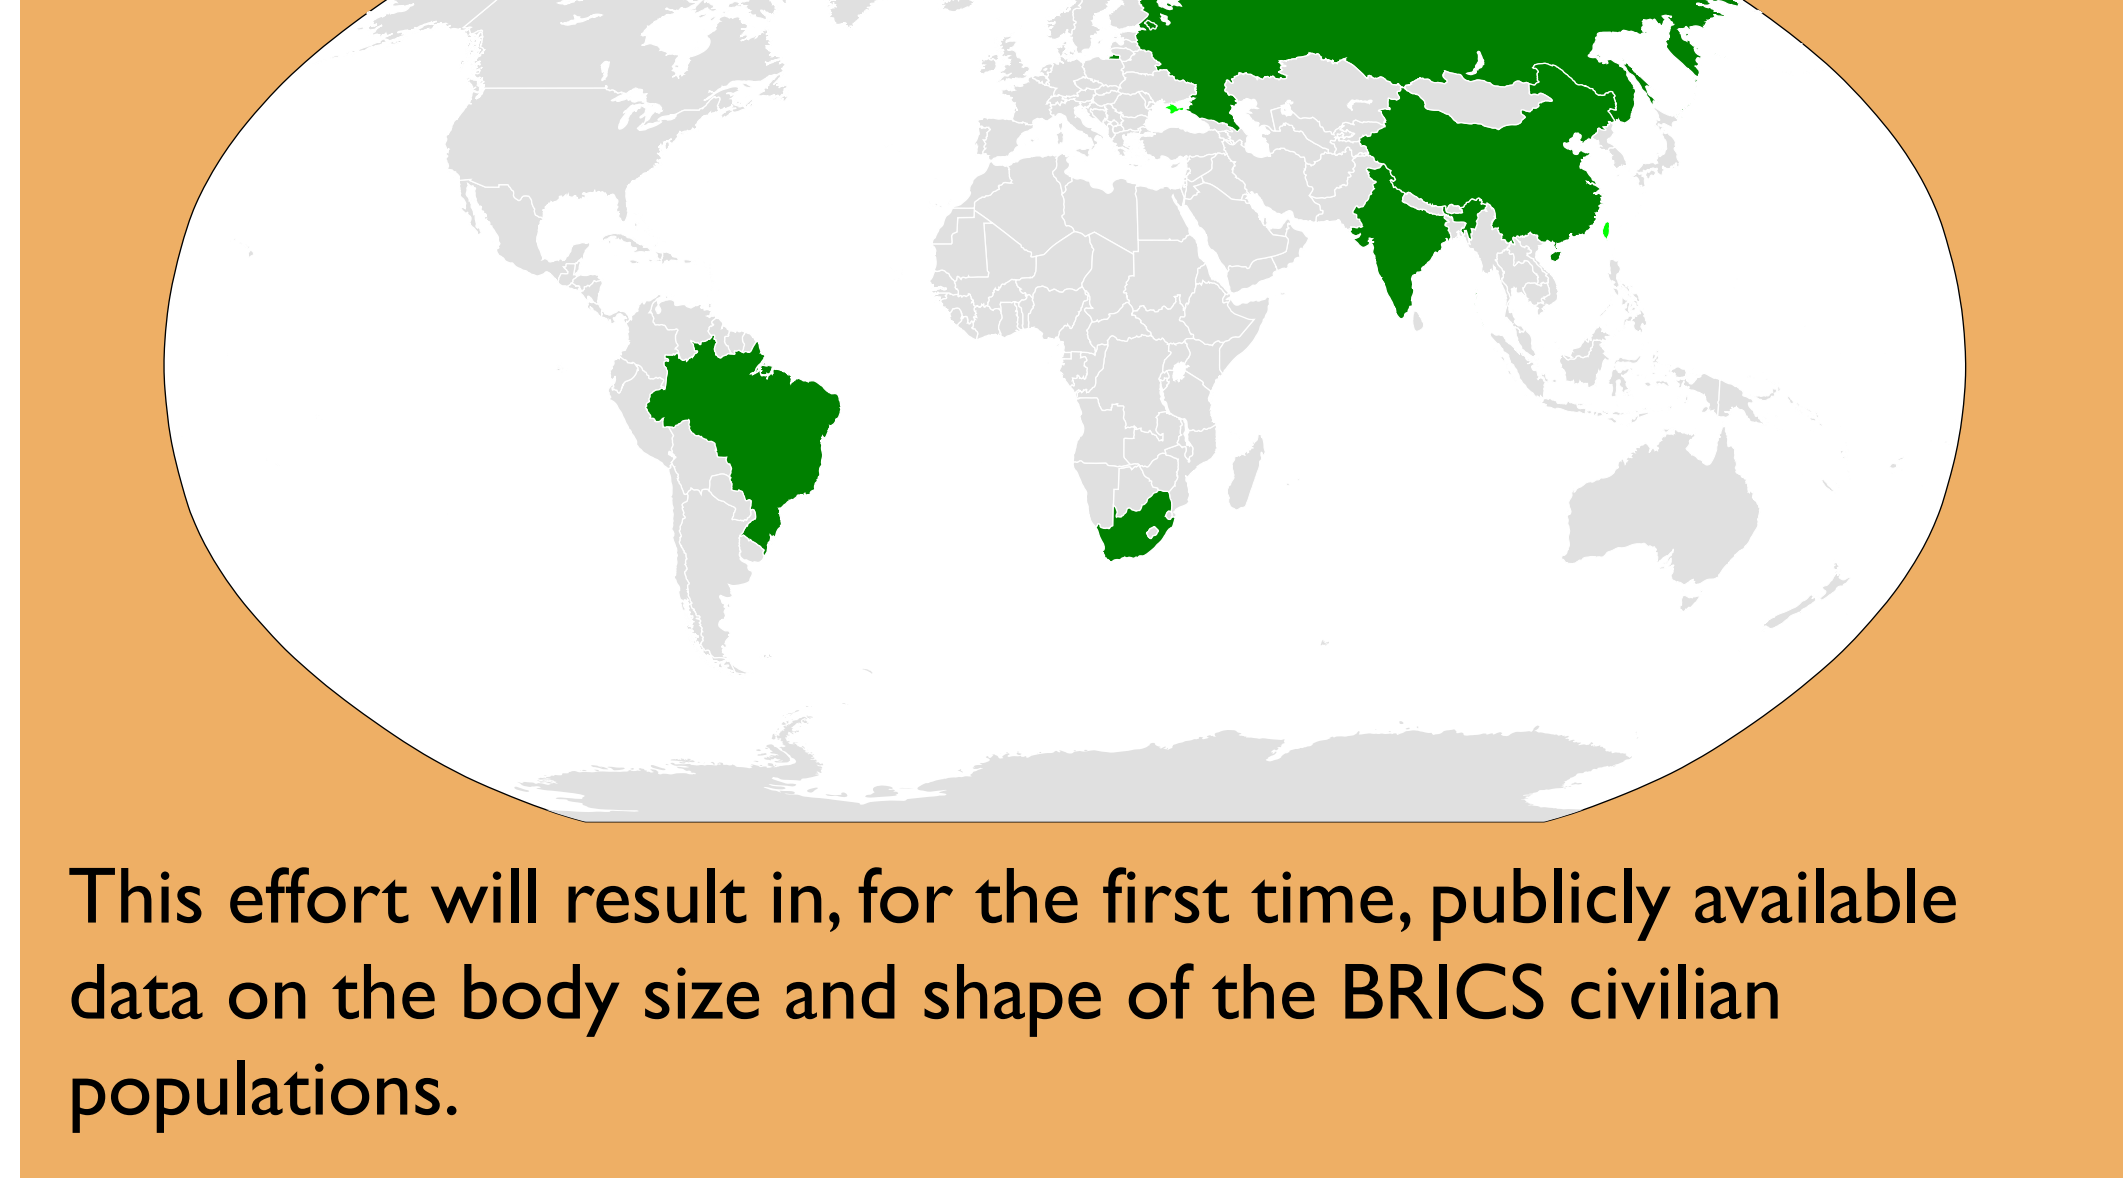 This effort will result in, for the first time, publicly available
data on the body size and shape of the BRICS civilian
populations.